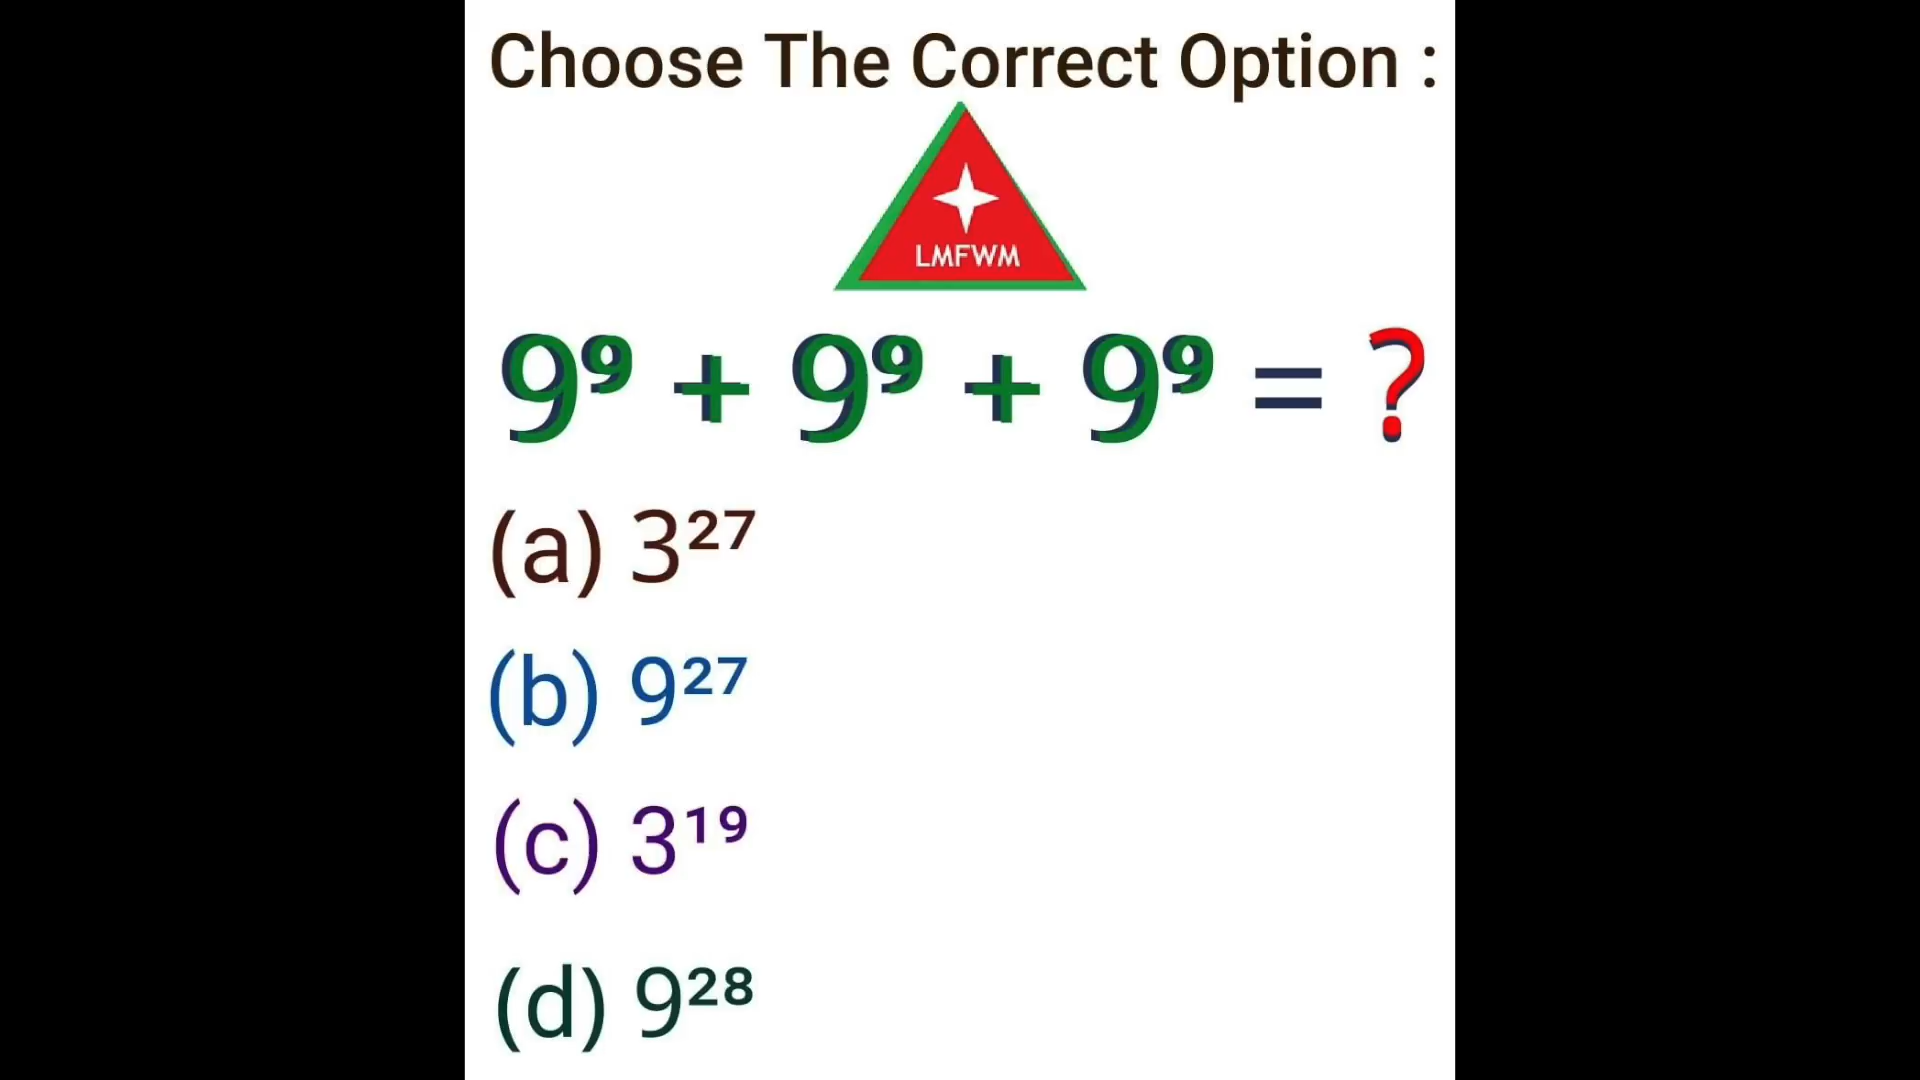 Choose The Correct Option :
LMFWM
9⁹ + 9⁹ + 9⁹ = ?
(a) 3²⁷
(b) 9²⁷
(c) 3¹⁹
(d) 9²⁸